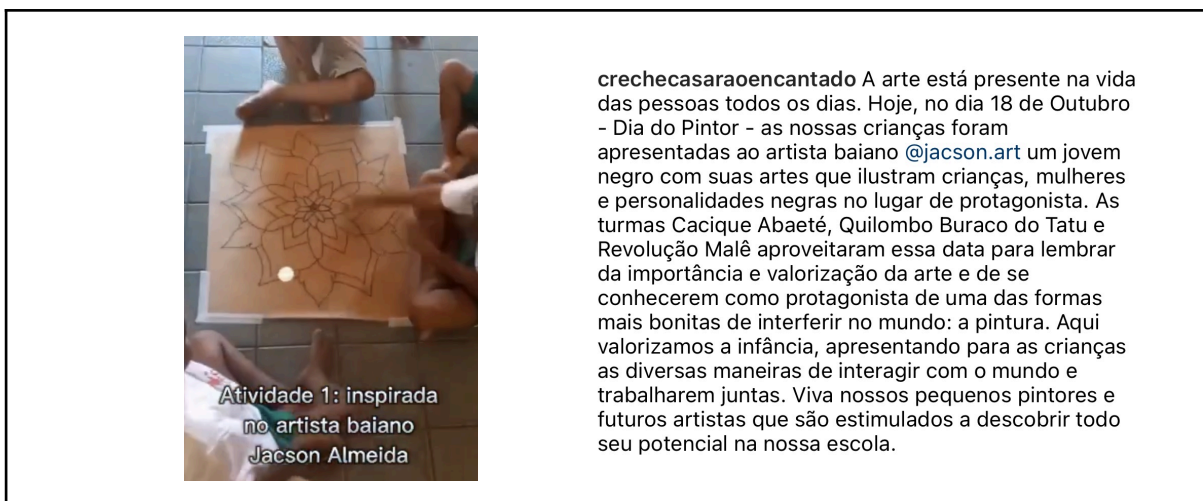 Atividade 1: inspirada
no artista baiano
Jacson Almeida
crechecasaraoencantado A arte está presente na vida
das pessoas todos os dias. Hoje, no dia 18 de Outubro
- Dia do Pintor - as nossas crianças foram
apresentadas ao artista baiano @jacson.art um jovem
negro com suas artes que ilustram crianças, mulheres
e personalidades negras no lugar de protagonista. As
turmas Cacique Abaeté, Quilombo Buraco do Tatu e
Revolução Malê aproveitaram essa data para lembrar
da importância e valorização da arte e de se
conhecerem como protagonista de uma das formas
mais bonitas de interferir no mundo: a pintura. Aqui
valorizamos a infância, apresentando para as crianças
as diversas maneiras de interagir com o mundo e
trabalharem juntas. Viva nossos pequenos pintores e
futuros artistas que são estimulados a descobrir todo
seu potencial na nossa escola.